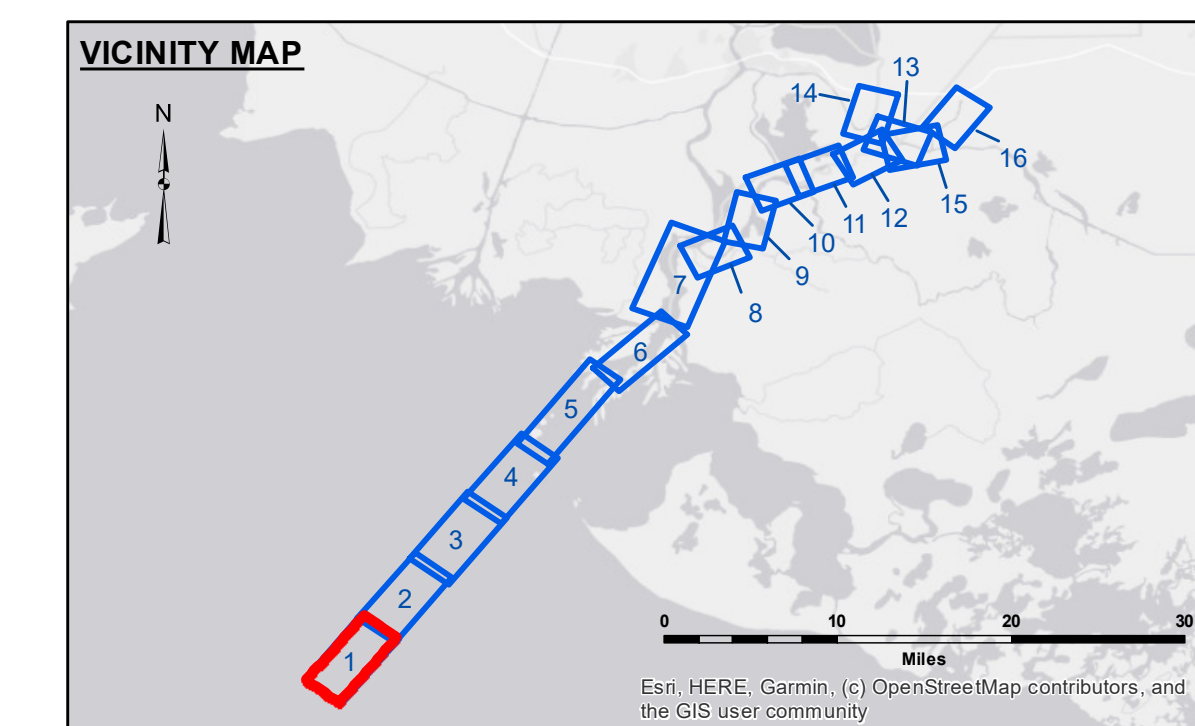 VICINITY MAP
N
13
14
16
15
12
11
10
9
8
7
6
5
4
3
2
1
0 10 20 30
Miles
Esri, HERE, Garmin, (c) OpenStreetMap contributors, and
the GIS user community